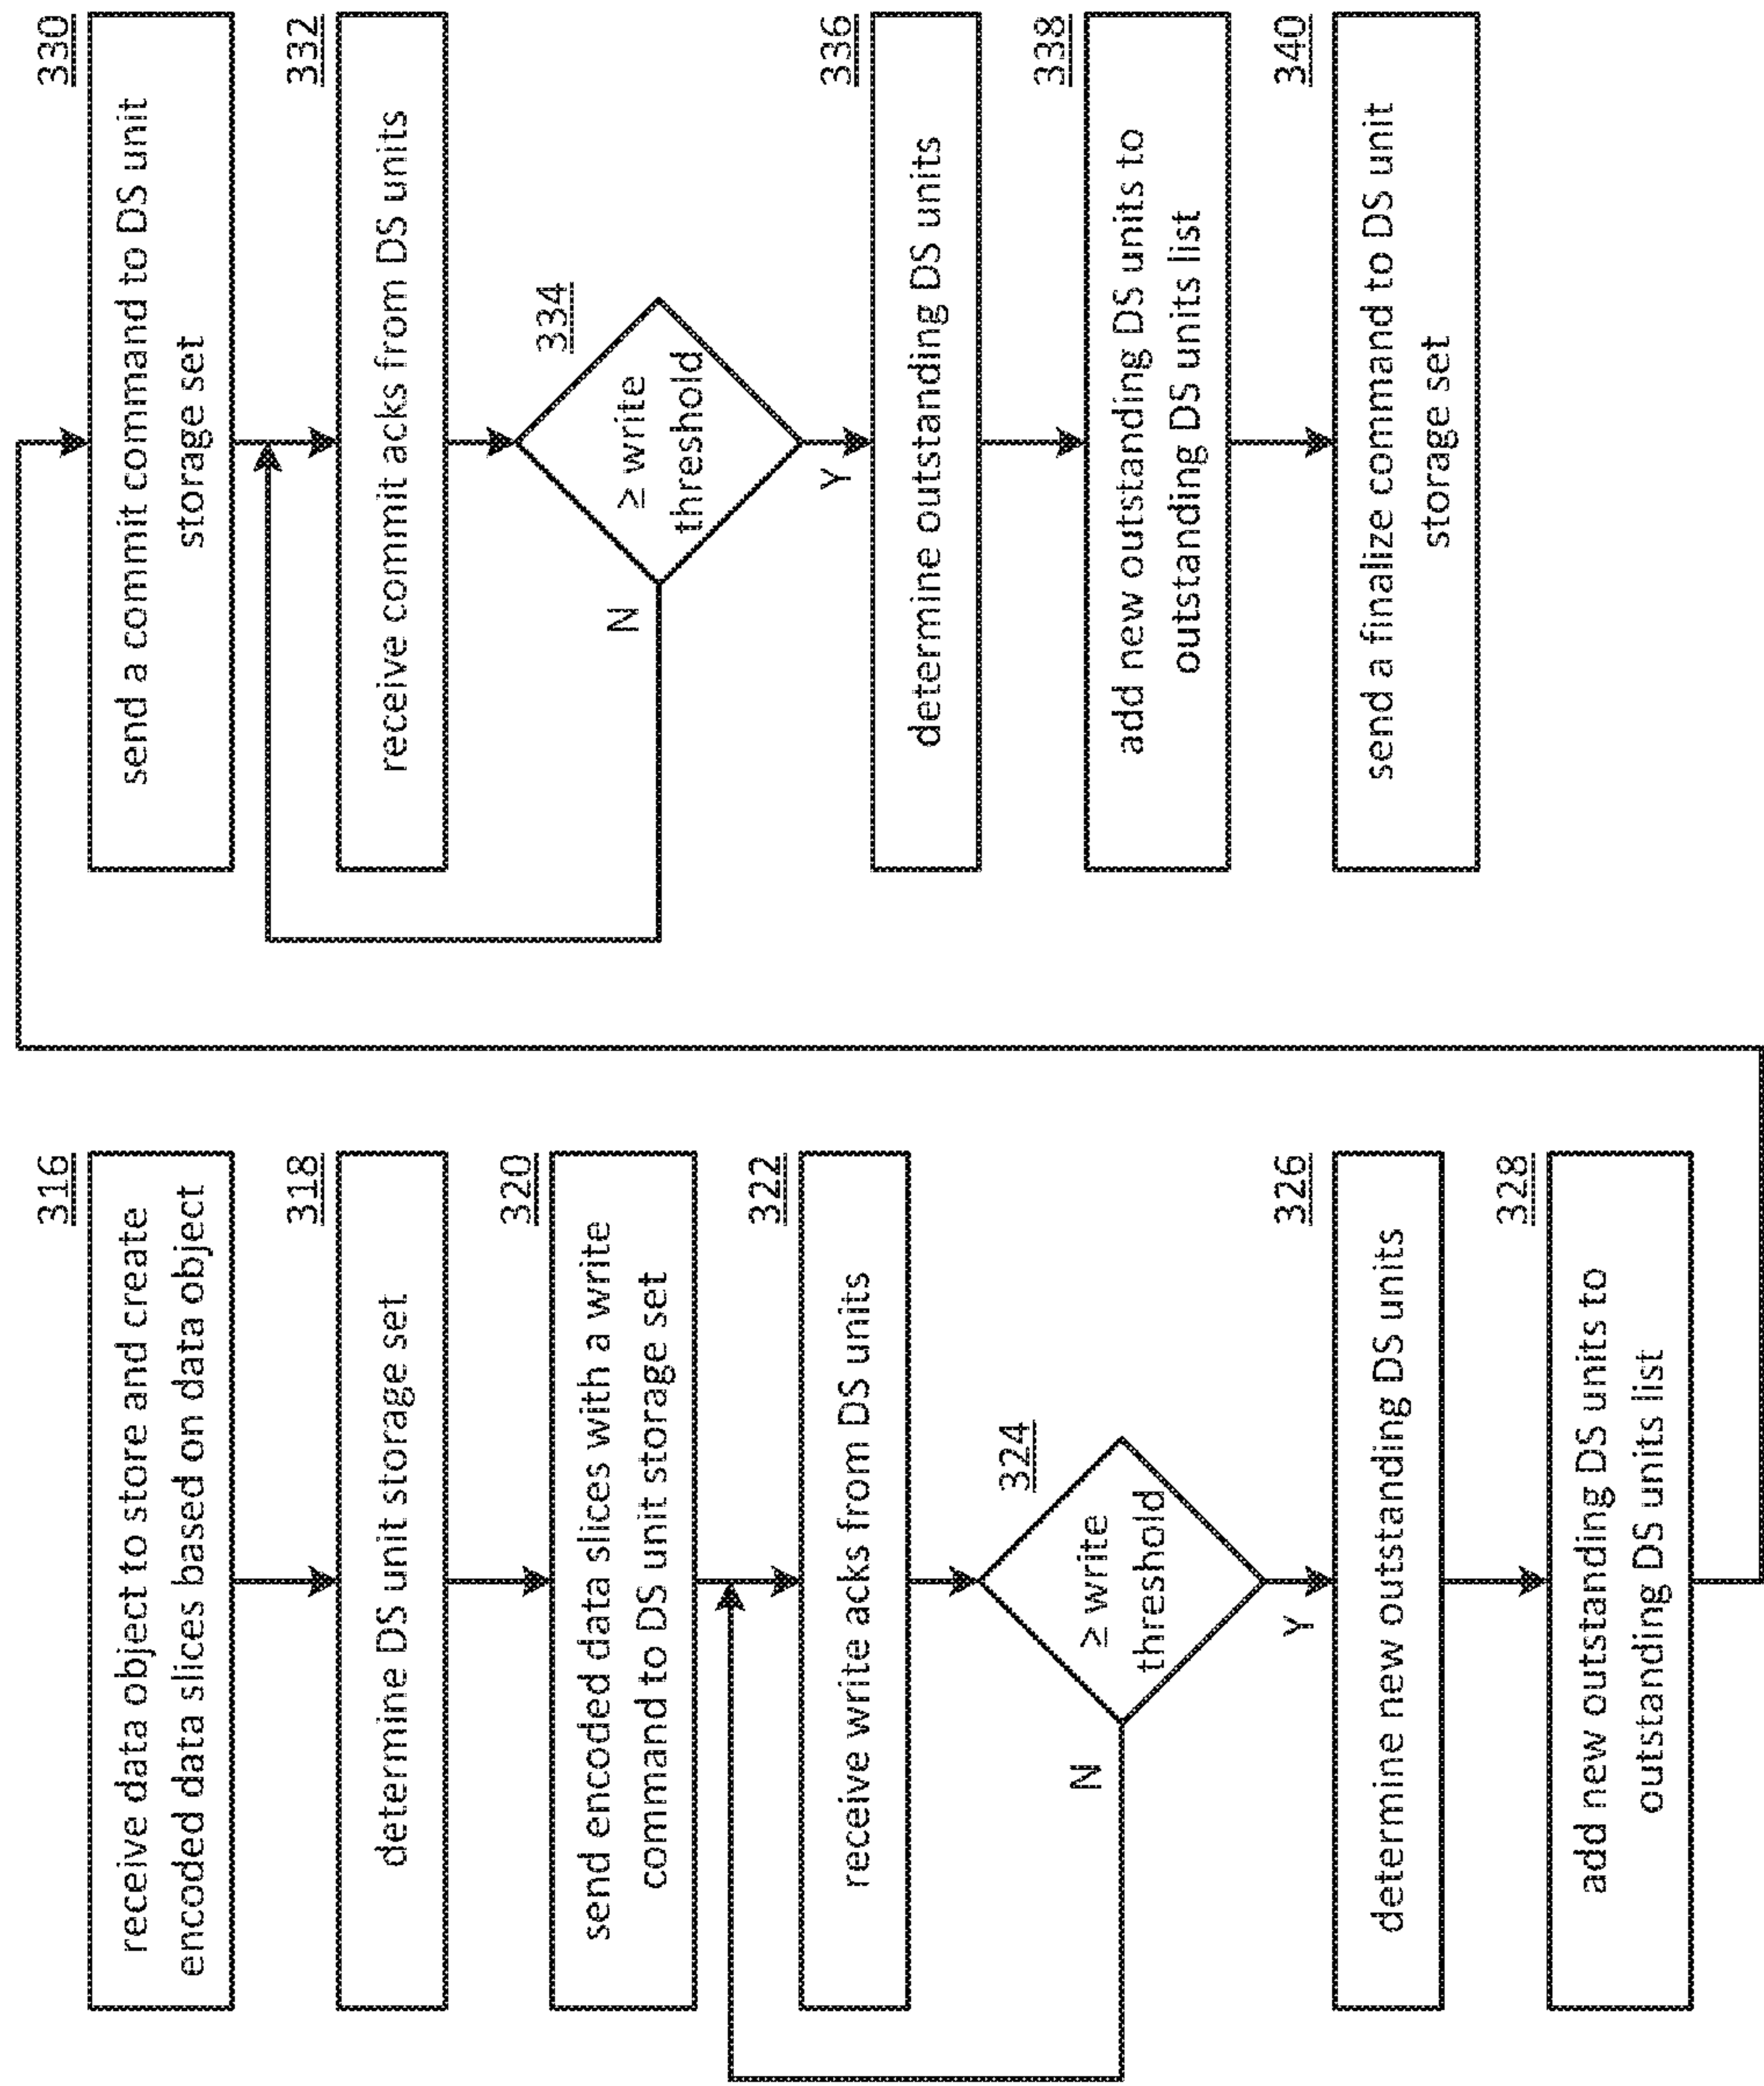 316
receive data object to store and create
encoded data slices based on data object
318
determine DS unit storage set
320
send encoded data slices with a write
command to DS unit storage set
322
receive write acks from DS units
324
≥ write
threshold
N
Y
326
determine new outstanding DS units
328
add new outstanding DS units to
outstanding DS units list
330
send a commit command to DS unit
storage set
332
receive commit acks from DS units
334
≥ write
threshold
N
Y
336
determine outstanding DS units
338
add new outstanding DS units to
outstanding DS units list
340
send a finalize command to DS unit
storage set